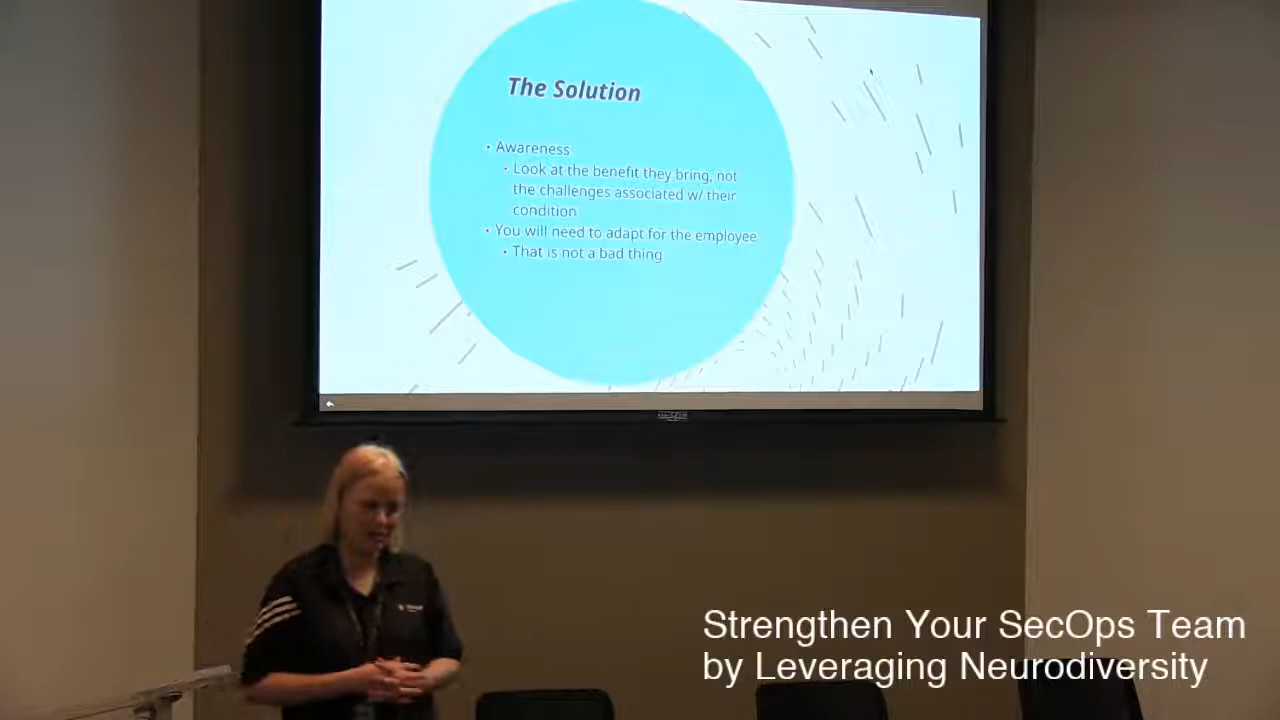 The Solution
• Awareness
• Look at the benefit they bring, not
the challenges associated w/ their
condition
• You will need to adapt for the employee
• That is not a bad thing
Strengthen Your SecOps Team
by Leveraging Neurodiversity